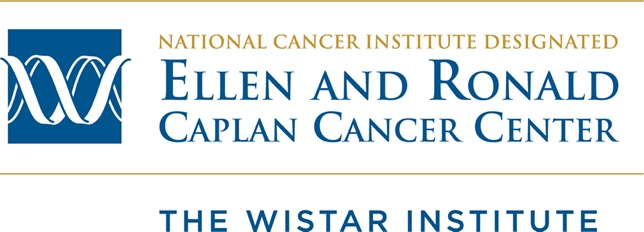 NATIONAL CANCER INSTITUTE DESIGNATED
ELLEN AND RONALD
CAPLAN CANCER CENTER
THE WISTAR INSTITUTE